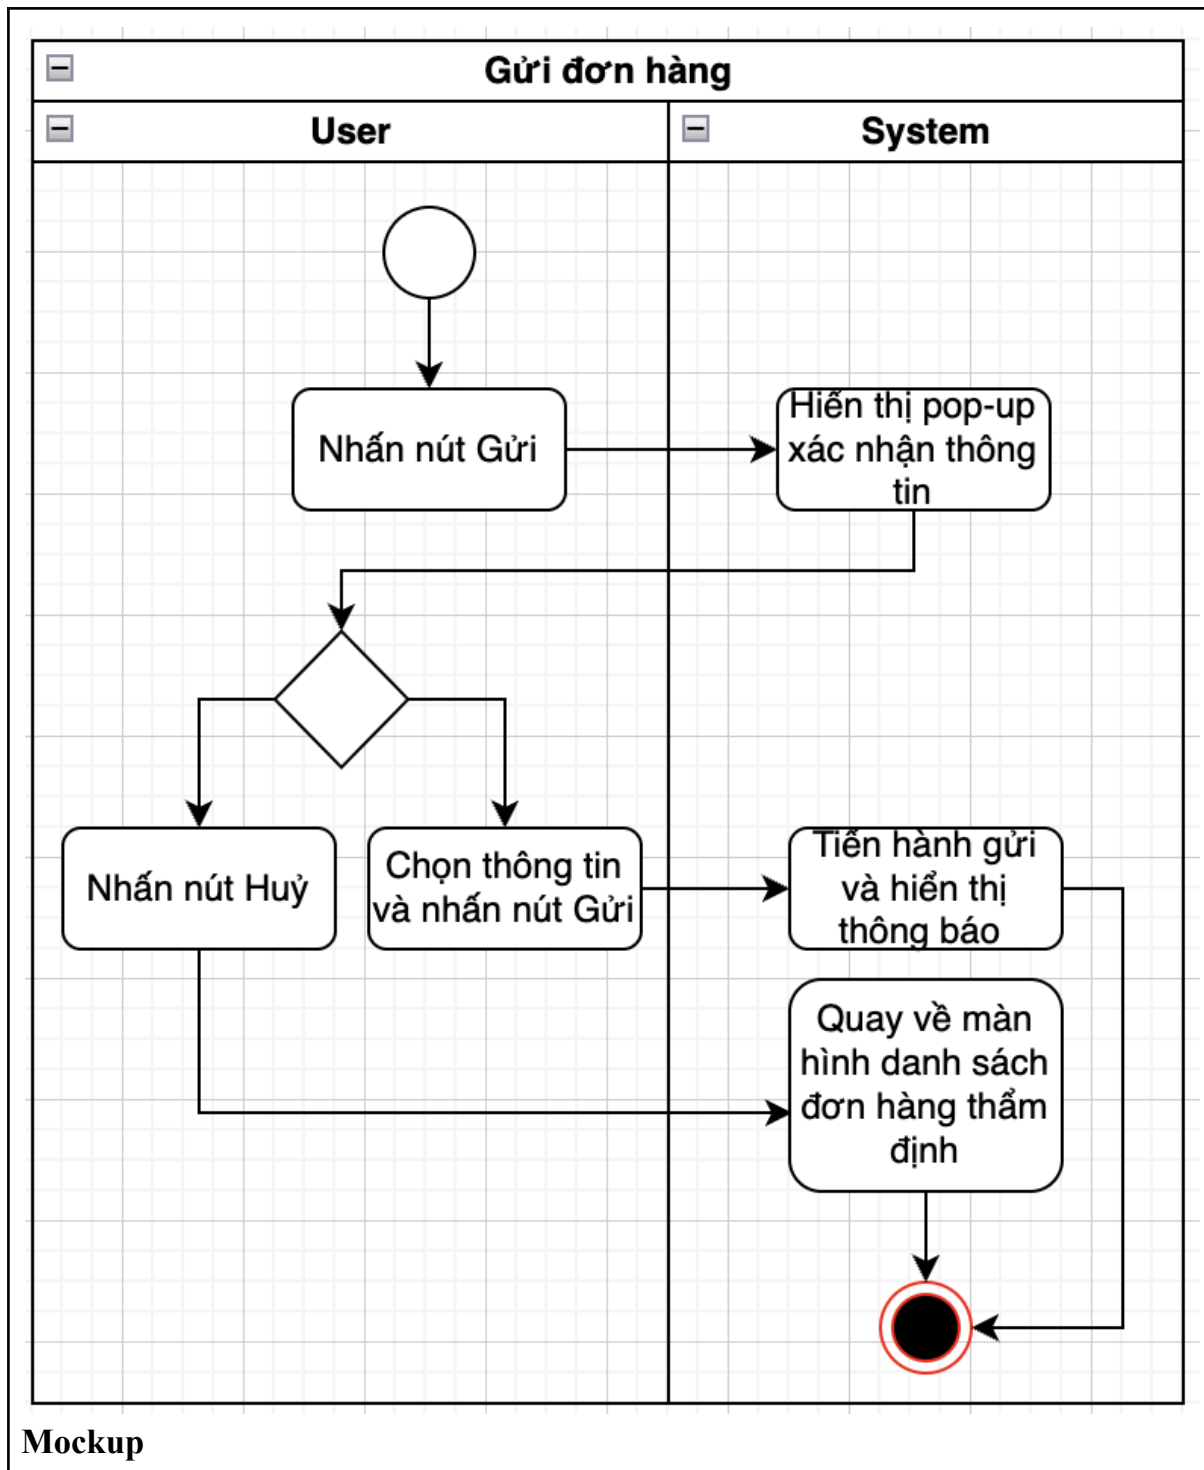 Gửi đơn hàng
User
System
Nhấn nút Gửi
Hiển thị pop-up
xác nhận thông
tin
Nhấn nút Huỷ
Chọn thông tin
và nhấn nút Gửi
Tiến hành gửi
và hiển thị
thông báo
Quay về màn
hình danh sách
đơn hàng thẩm
định
Mockup